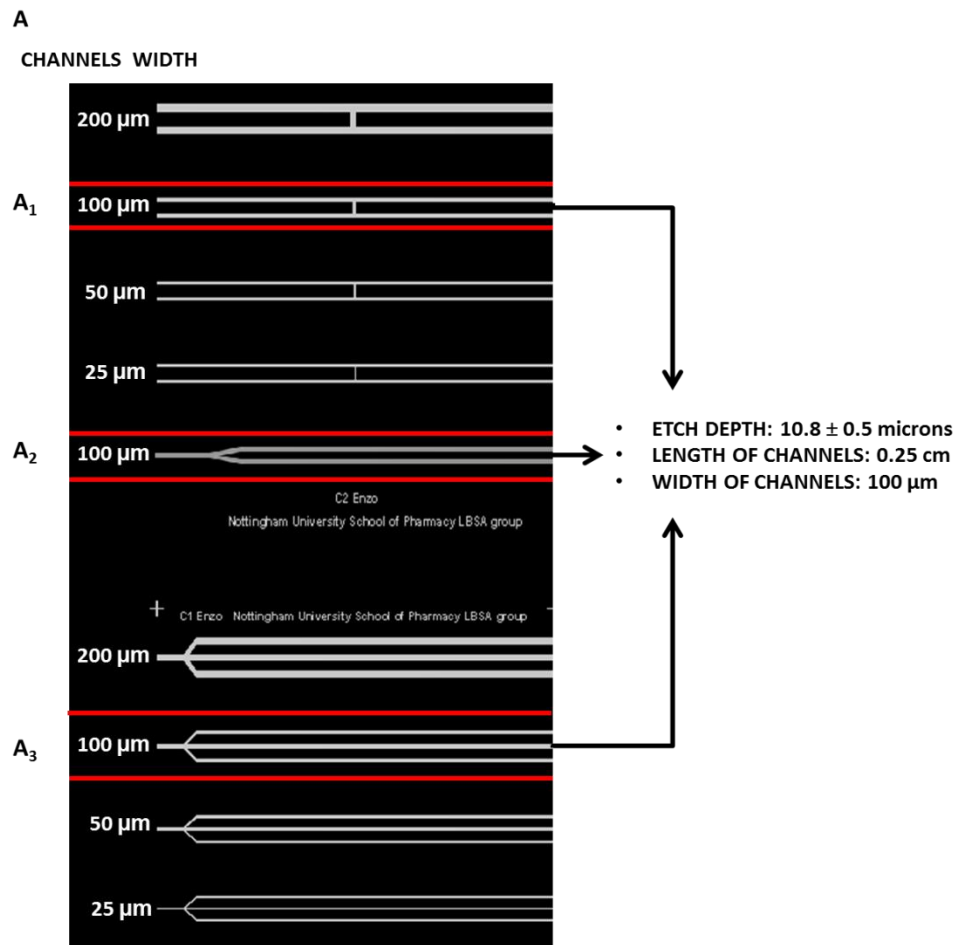 A
CHANNELS WIDTH
200 µm
A1 100 µm
50 µm
25 µm
A2 100 µm
• ETCH DEPTH: 10.8 ± 0.5 microns
• LENGTH OF CHANNELS: 0.25 cm
• WIDTH OF CHANNELS: 100 µm
C2 Enzo
Nottingham University School of Pharmacy LBSA group
C1 Enzo Nottingham University School of Pharmacy LBSA group
200 µm
A3 100 µm
50 µm
25 µm